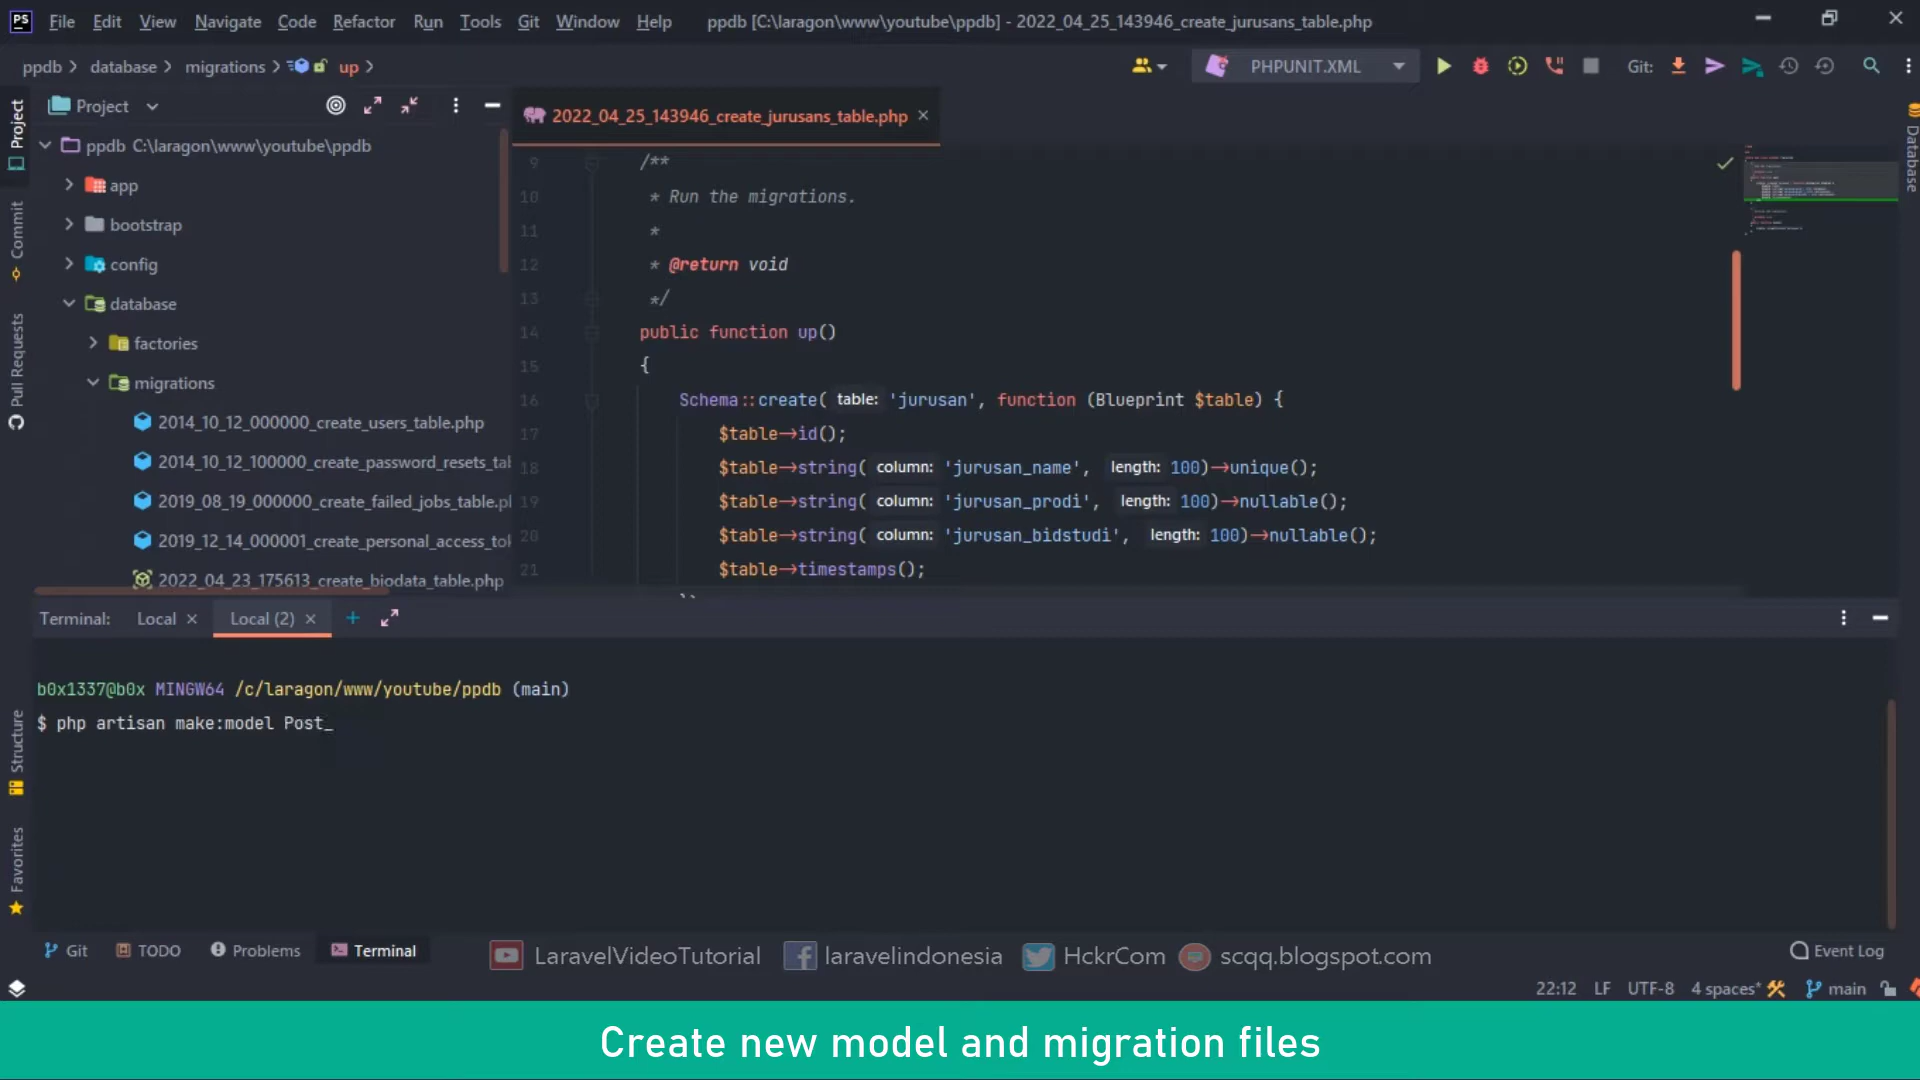 PS File Edit View Navigate Code Refactor Run Tools Git Window Help ppdb [C:\laragon\www\youtube\ppdb] - 2022_04_25_143946_create_jurusans_table.php
ppdb database migrations up PHPUNIT.XML Git:
Project
2022_04_25_143946_create_jurusans_table.php
ppdb C:\laragon\www\youtube\ppdb
app
bootstrap
config
database
factories
migrations
2014_10_12_000000_create_users_table.php
2014_10_12_100000_create_password_resets_tab
2019_08_19_000000_create_failed_jobs_table.p
2019_12_14_000001_create_personal_access_to
2022_04_23_175613_create_biodata_table.php
9 /**
10 * Run the migrations.
11 *
12 * @return void
13 */
14 public function up()
15 {
16 Schema::create( table: 'jurusan', function (Blueprint $table) {
17 $table->id();
18 $table->string( column: 'jurusan_name', length: 100)->unique();
19 $table->string( column: 'jurusan_prodi', length: 100)->nullable();
20 $table->string( column: 'jurusan_bidstudi', length: 100)->nullable();
21 $table->timestamps();
Project
Commit
Pull Requests
Structure
Favorites
Database
Terminal: Local Local (2)
b0x1337@b0x MINGW64 /c/laragon/www/youtube/ppdb (main)
$ php artisan make:model Post_
Git TODO Problems Terminal
LaravelVideoTutorial laravelindonesia HckrCom scqq.blogspot.com
Event Log
22:12 LF UTF-8 4 spaces* main
Create new model and migration files